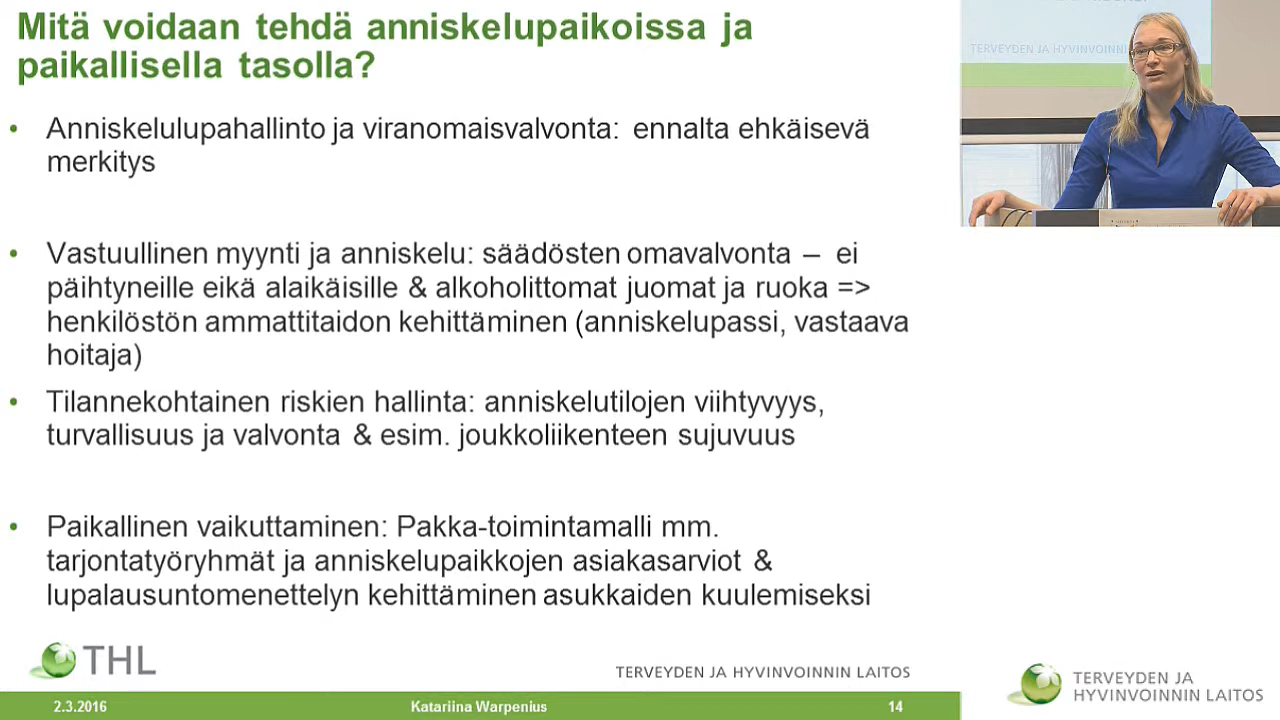 Mitä voidaan tehdä anniskelupaikoissa ja
paikallisella tasolla?
• Anniskelulupahallinto ja viranomaisvalvonta: ennalta ehkäisevä
merkitys
• Vastuullinen myynti ja anniskelu: säädösten omavalvonta – ei
päihtyneille eikä alaikäisille & alkoholittomat juomat ja ruoka =>
henkilöstön ammattitaidon kehittäminen (anniskelupassi, vastaava
hoitaja)
• Tilannekohtainen riskien hallinta: anniskelutilojen viihtyvyys,
turvallisuus ja valvonta & esim. joukkoliikenteen sujuvuus
• Paikallinen vaikuttaminen: Pakka-toimintamalli mm.
tarjontatyöryhmät ja anniskelupaikkojen asiakasarviot &
lupalausuntomenettelyn kehittäminen asukkaiden kuulemiseksi
THL
TERVEYDEN JA HYVINVOINNIN LAITOS
2.3.2016 Katariina Warpenius 14
TERVEYDEN JA HYVINVOINN
TERVEYDEN JA
HYVINVOINNIN LAITOS